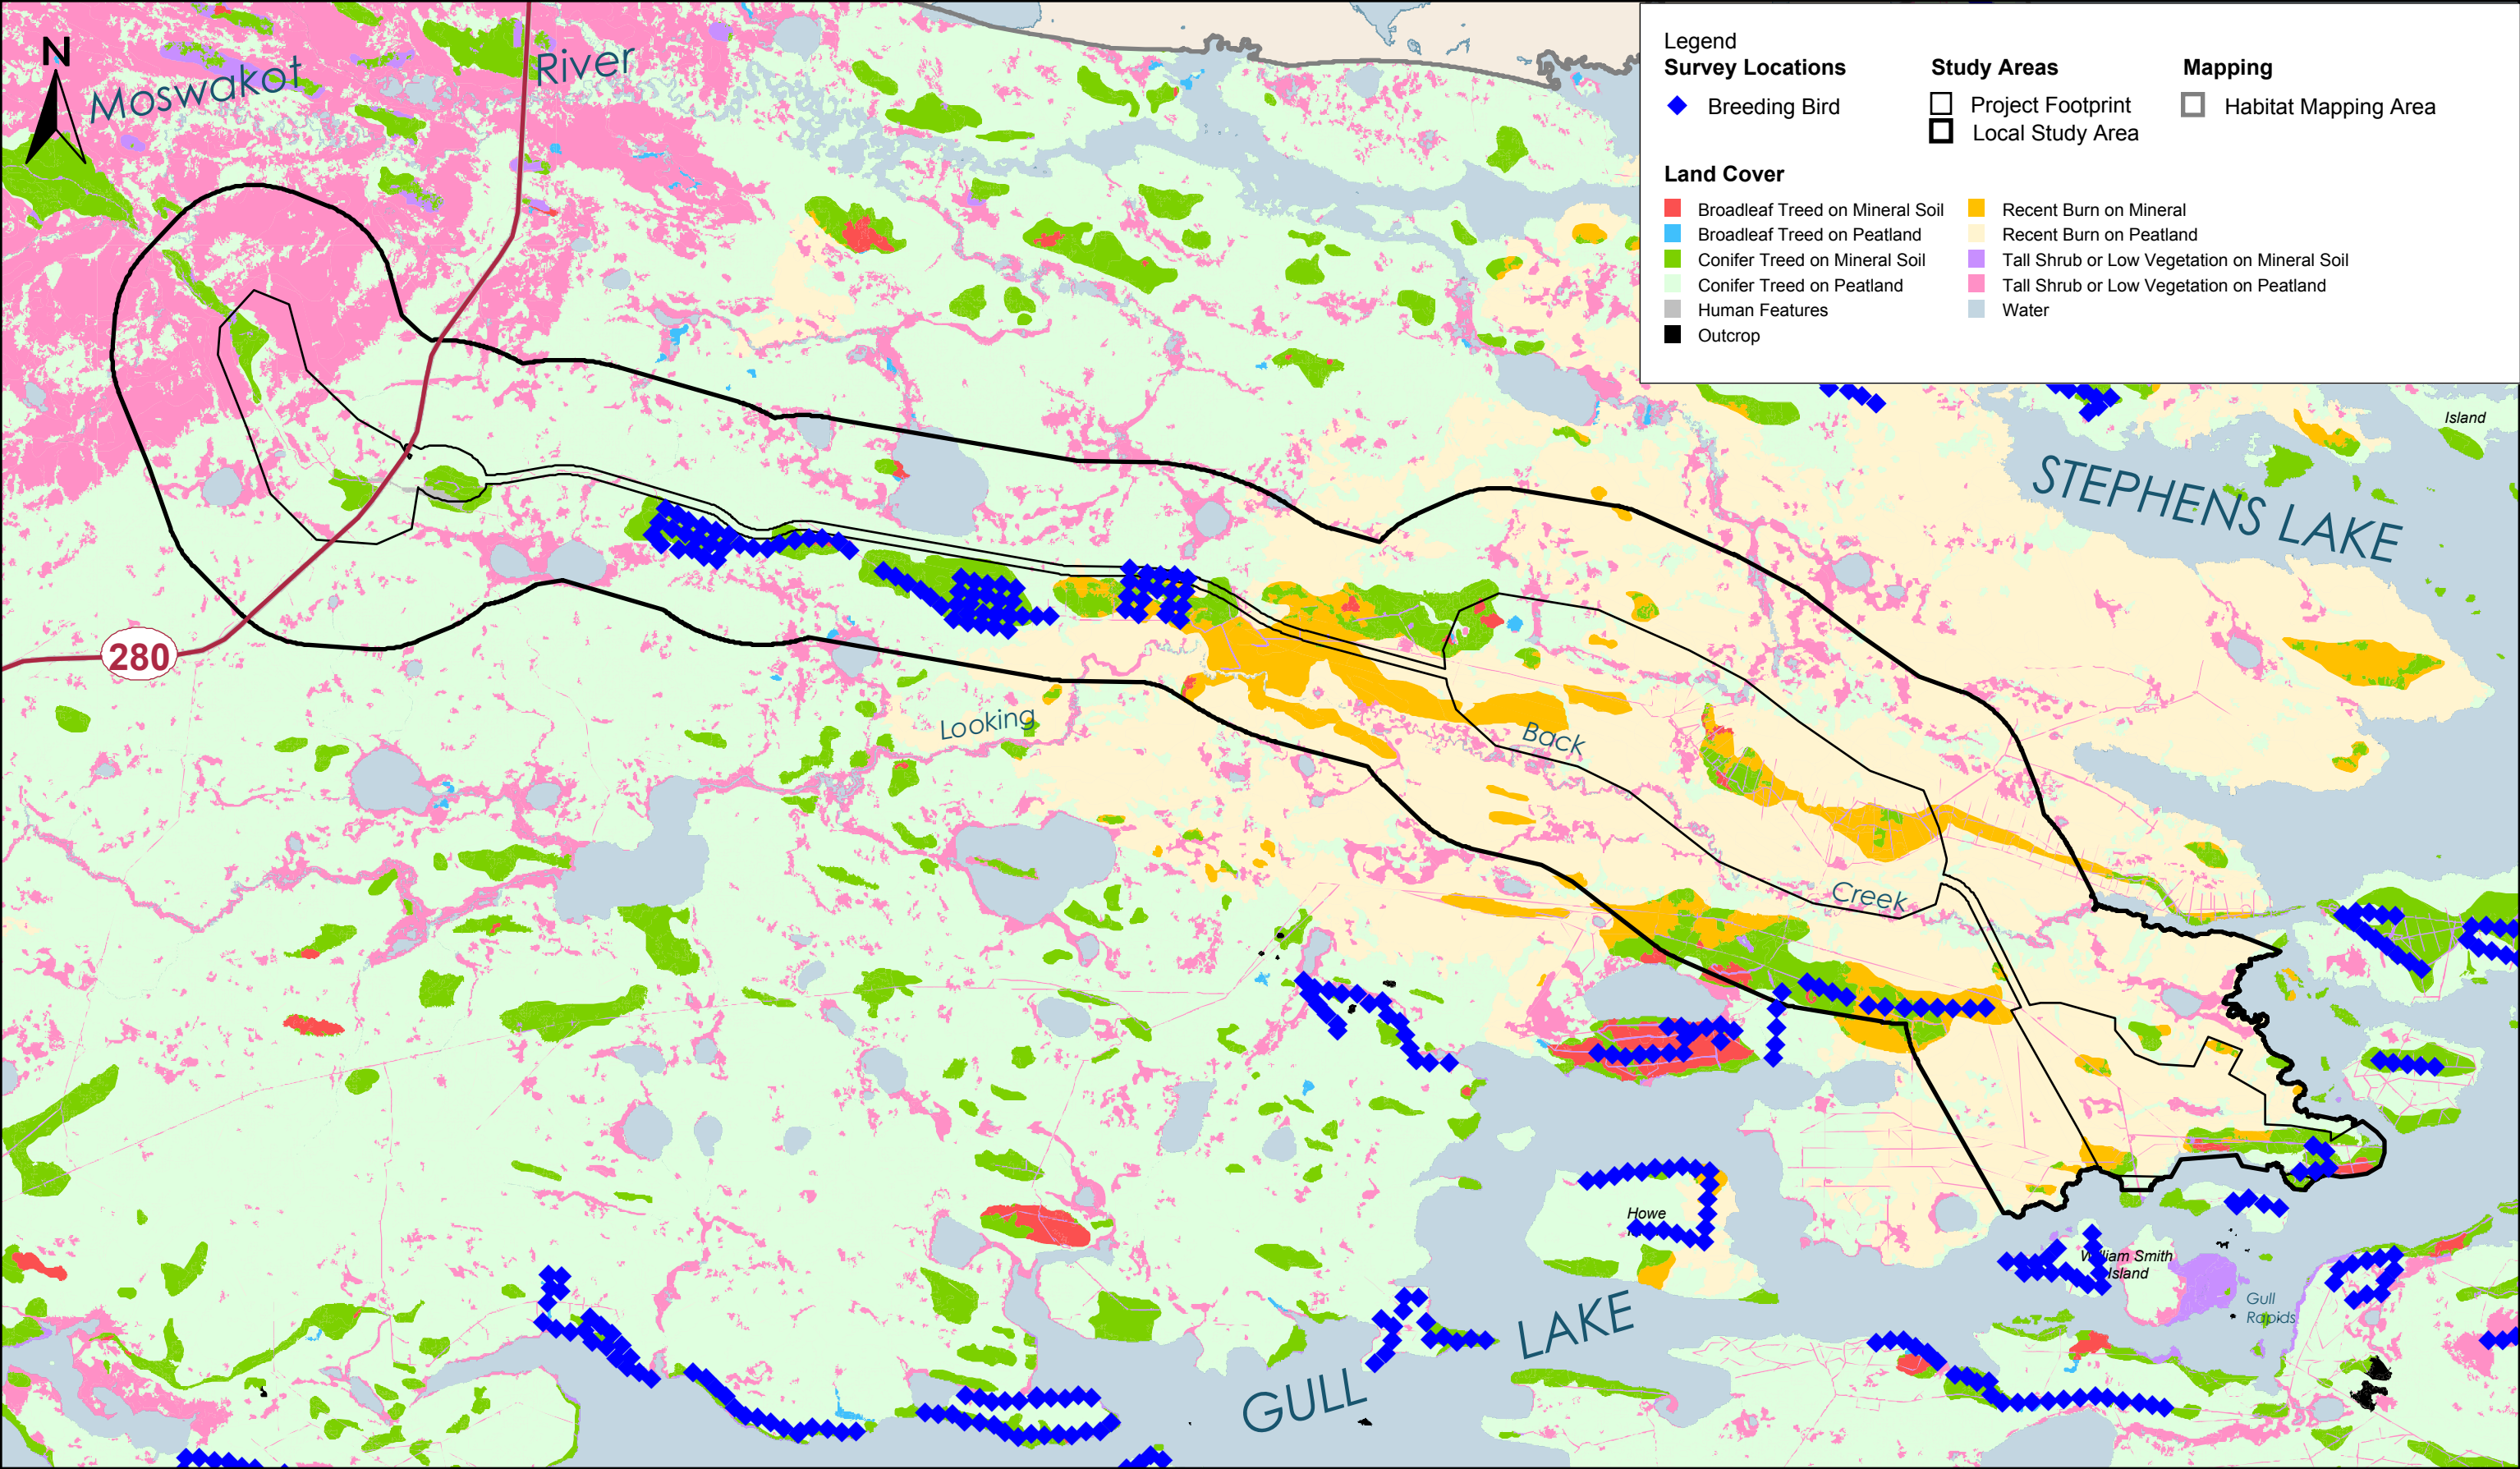 N
Moswakot
River
Legend
Survey Locations
Breeding Bird
Study Areas
Project Footprint
Local Study Area
Mapping
Habitat Mapping Area
Land Cover
Broadleaf Treed on Mineral Soil
Broadleaf Treed on Peatland
Conifer Treed on Mineral Soil
Conifer Treed on Peatland
Human Features
Outcrop
Recent Burn on Mineral
Recent Burn on Peatland
Tall Shrub or Low Vegetation on Mineral Soil
Tall Shrub or Low Vegetation on Peatland
Water
Island
STEPHENS LAKE
280
Looking
Back
Creek
Howe
William Smith
Island
Gull
Rapids
GULL LAKE